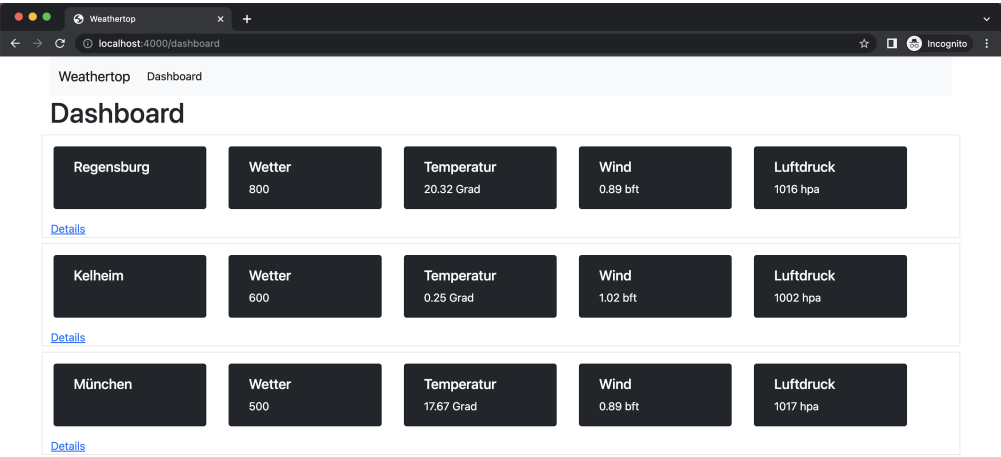 Weathertop
localhost:4000/dashboard
Incognito
Weathertop Dashboard
Dashboard
Regensburg Wetter Temperatur Wind Luftdruck
800 20.32 Grad 0.89 bft 1016 hpa
Details
Kelheim Wetter Temperatur Wind Luftdruck
600 0.25 Grad 1.02 bft 1002 hpa
Details
München Wetter Temperatur Wind Luftdruck
500 17.67 Grad 0.89 bft 1017 hpa
Details